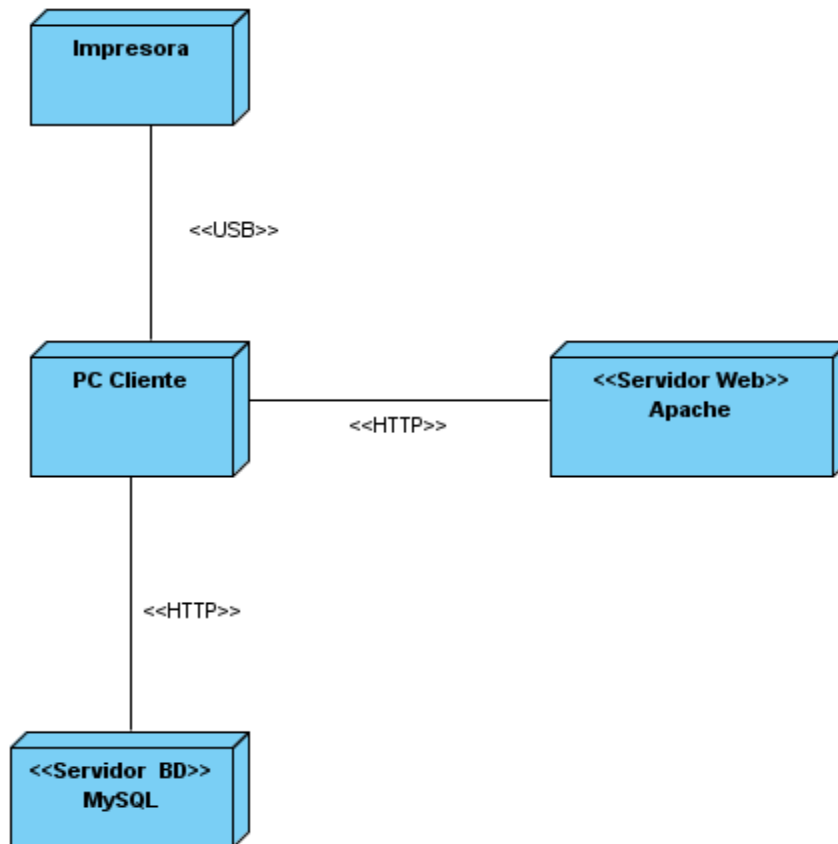 Impresora
<<USB>>
PC Cliente
<<Servidor Web>>
Apache
<<HTTP>>
<<HTTP>>
<<Servidor BD>>
MySQL